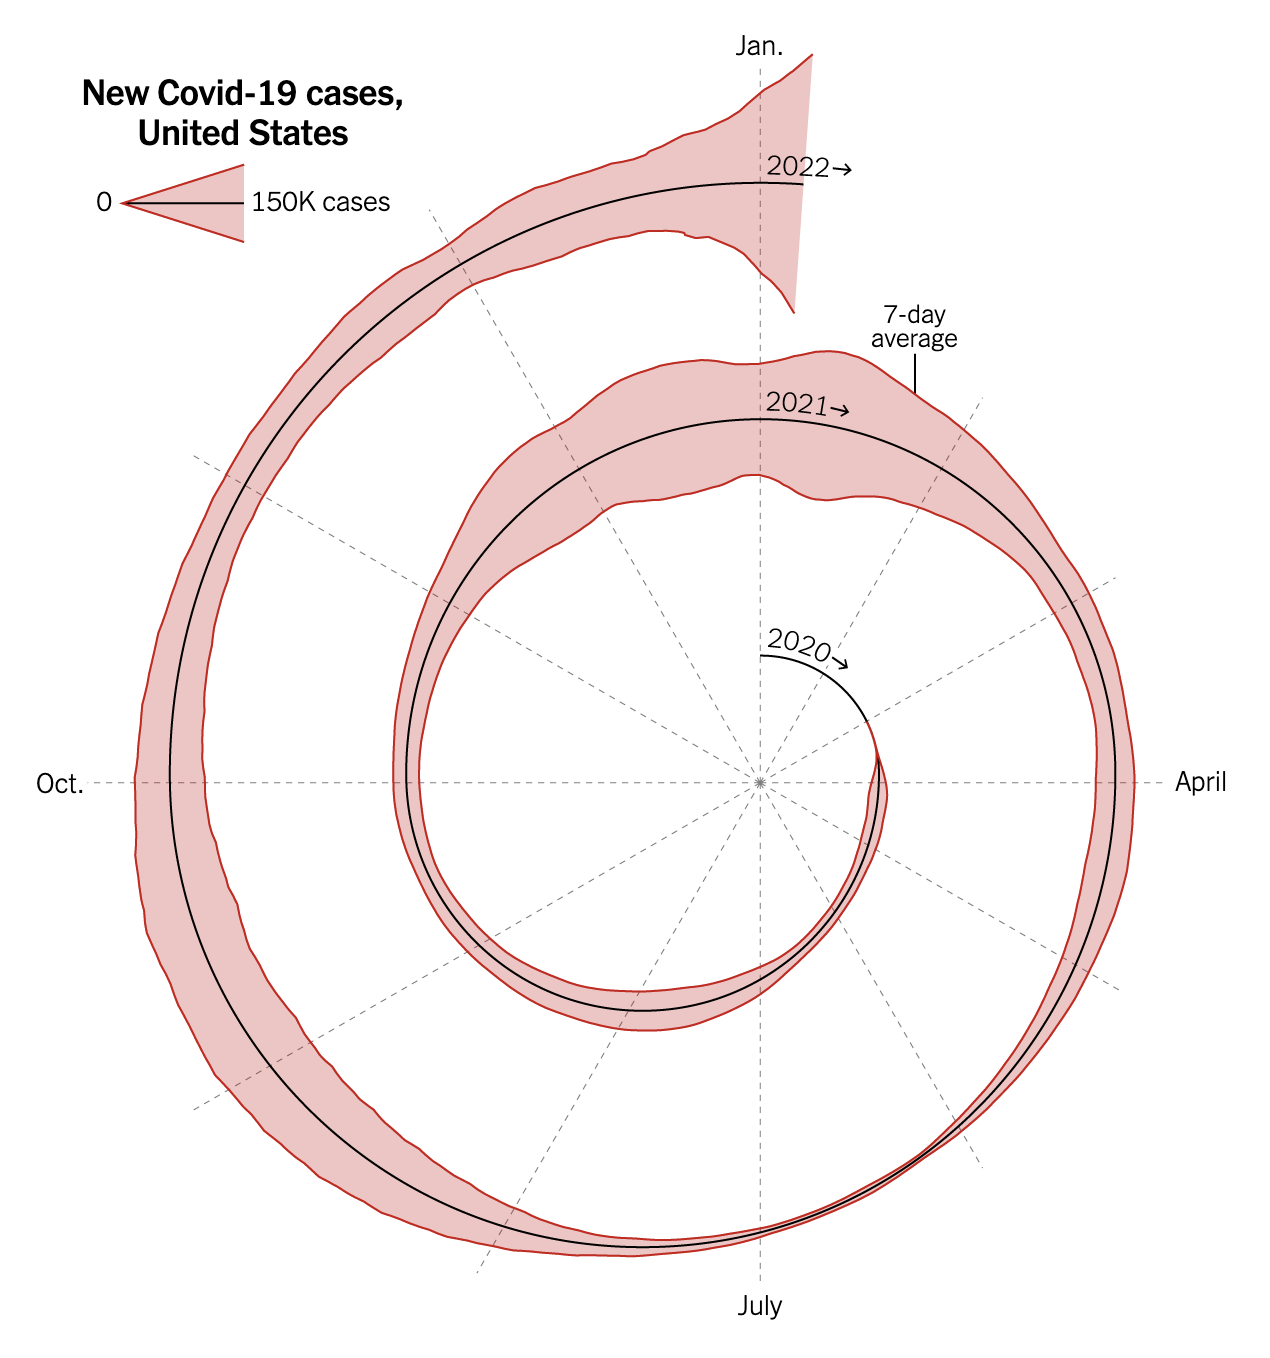 Jan.
New Covid-19 cases,
United States
0
150K cases
2022→
7-day
average
2021→
2020→
Oct.
April
July